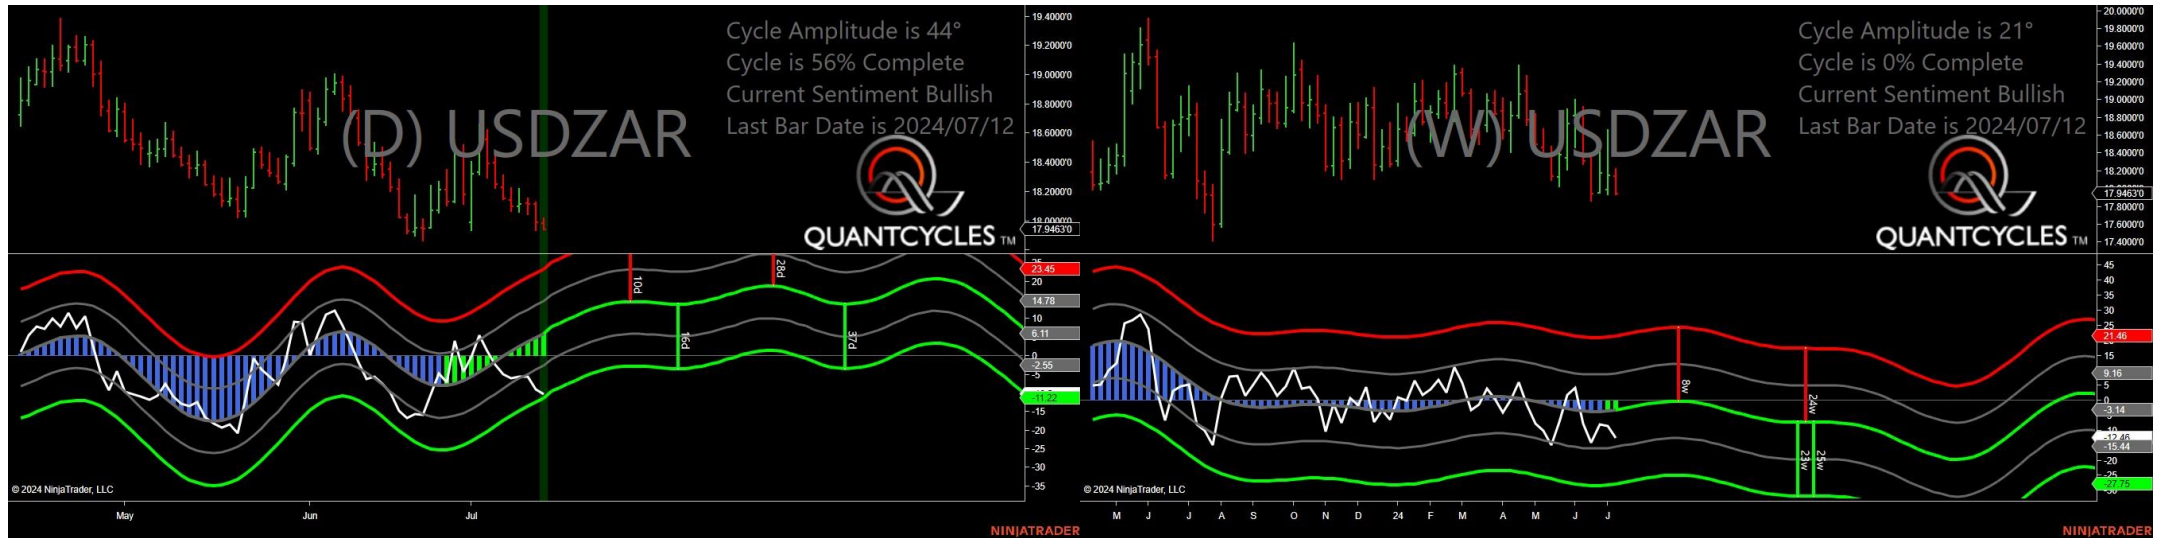 Cycle Amplitude is 44°
Cycle is 56% Complete
Current Sentiment Bullish
Last Bar Date is 2024/07/12
(D) USDZAR
QUANTCYCLES TM
19.4000'0
19.2000'0
19.0000'0
18.8000'0
18.6000'0
18.4000'0
18.2000'0
18.0000'0
17.9463'0
10d
28d
16d
37d
25
23.45
20
14.78
10
6.11
0
-2.55
-5
-11.22
-15
-20
-25
-30
-35
© 2024 NinjaTrader, LLC
May
Jun
Jul
NINJATRADER
Cycle Amplitude is 21°
Cycle is 0% Complete
Current Sentiment Bullish
Last Bar Date is 2024/07/12
(W) USDZAR
QUANTCYCLES TM
20.0000'0
19.8000'0
19.6000'0
19.4000'0
19.2000'0
19.0000'0
18.8000'0
18.6000'0
18.4000'0
18.2000'0
17.9463'0
17.8000'0
17.6000'0
17.4000'0
8w
24w
23w
25w
45
40
35
30
25
21.46
15
9.16
5
0
-3.14
-12.46
-15.44
-20
-27.75
© 2024 NinjaTrader, LLC
M
J
J
A
S
O
N
D
24
F
M
A
M
J
J
NINJATRADER